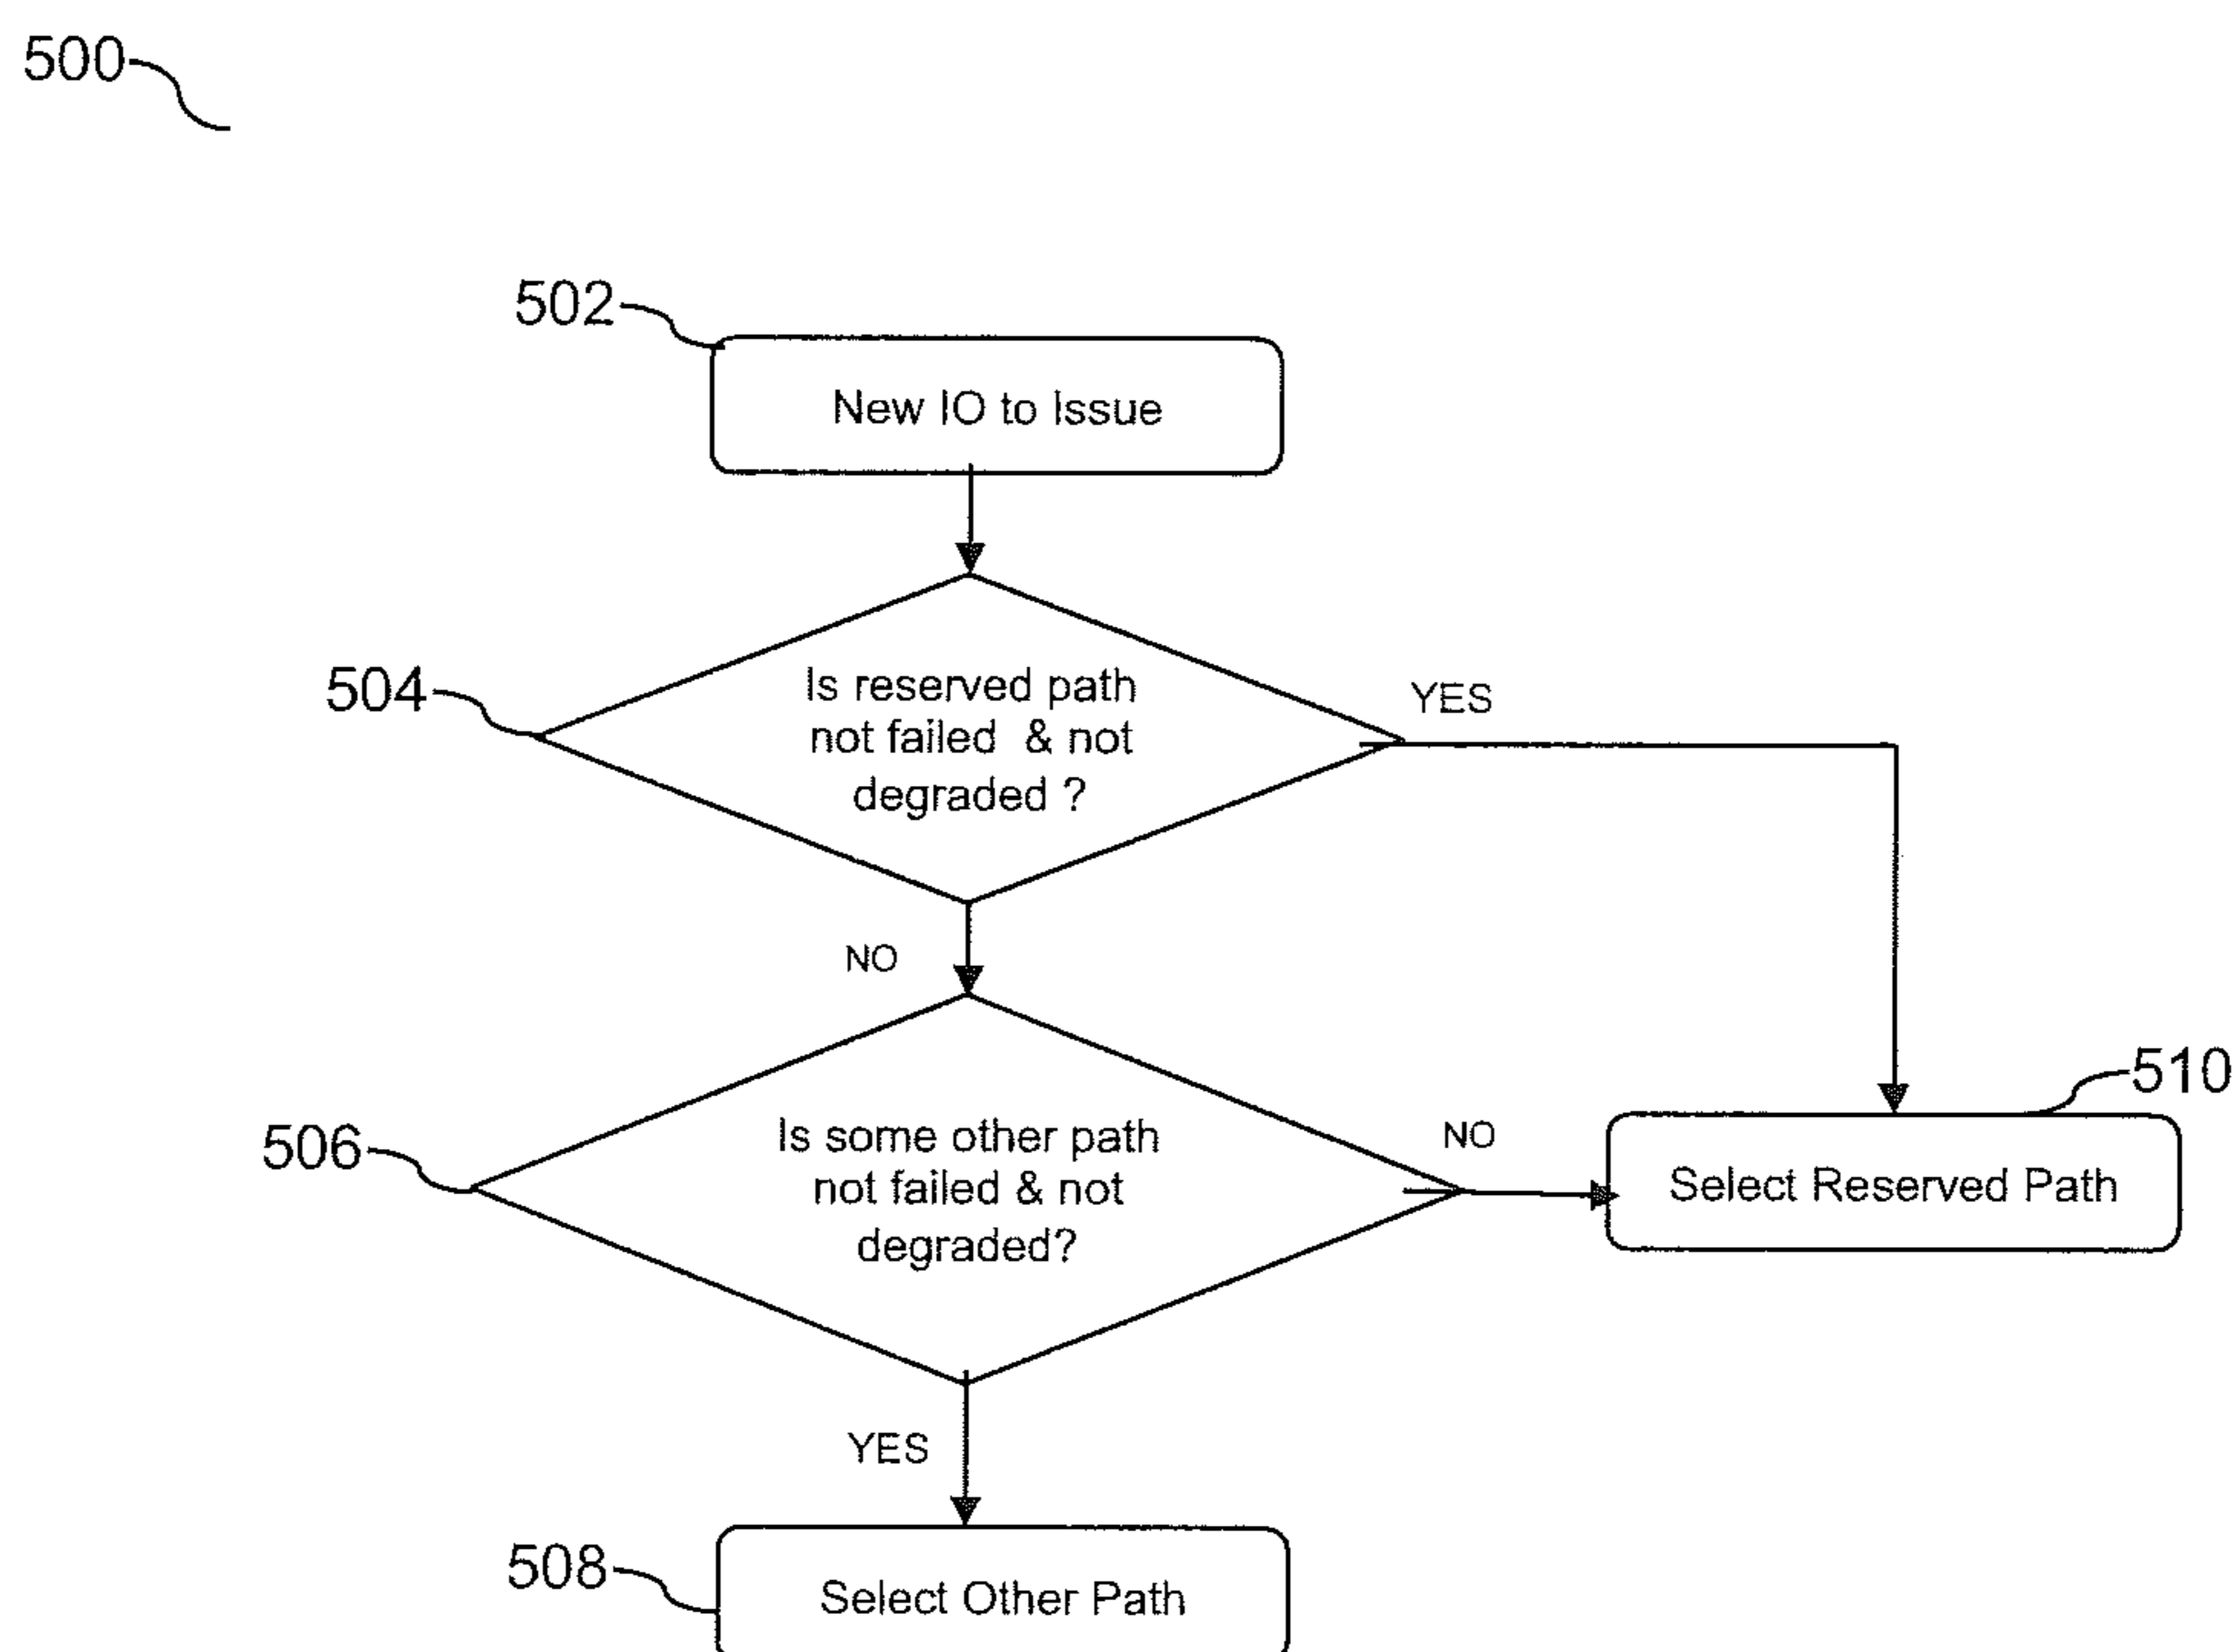 500
502
New IO to Issue
504
Is reserved path
not failed & not
degraded ?
YES
NO
506
Is some other path
not failed & not
degraded?
NO
510
Select Reserved Path
YES
508
Select Other Path